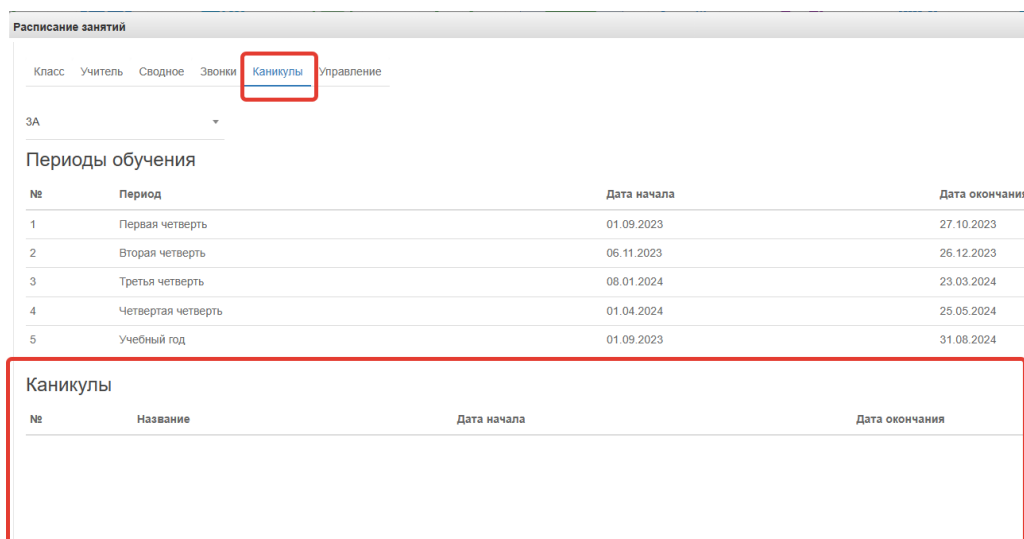 Расписание занятий
Класс Учитель Сводное Звонки Каникулы Управление
3А
Периоды обучения
№ Период Дата начала Дата окончания
1 Первая четверть 01.09.2023 27.10.2023
2 Вторая четверть 06.11.2023 26.12.2023
3 Третья четверть 08.01.2024 23.03.2024
4 Четвертая четверть 01.04.2024 25.05.2024
5 Учебный год 01.09.2023 31.08.2024
Каникулы
№ Название Дата начала Дата окончания